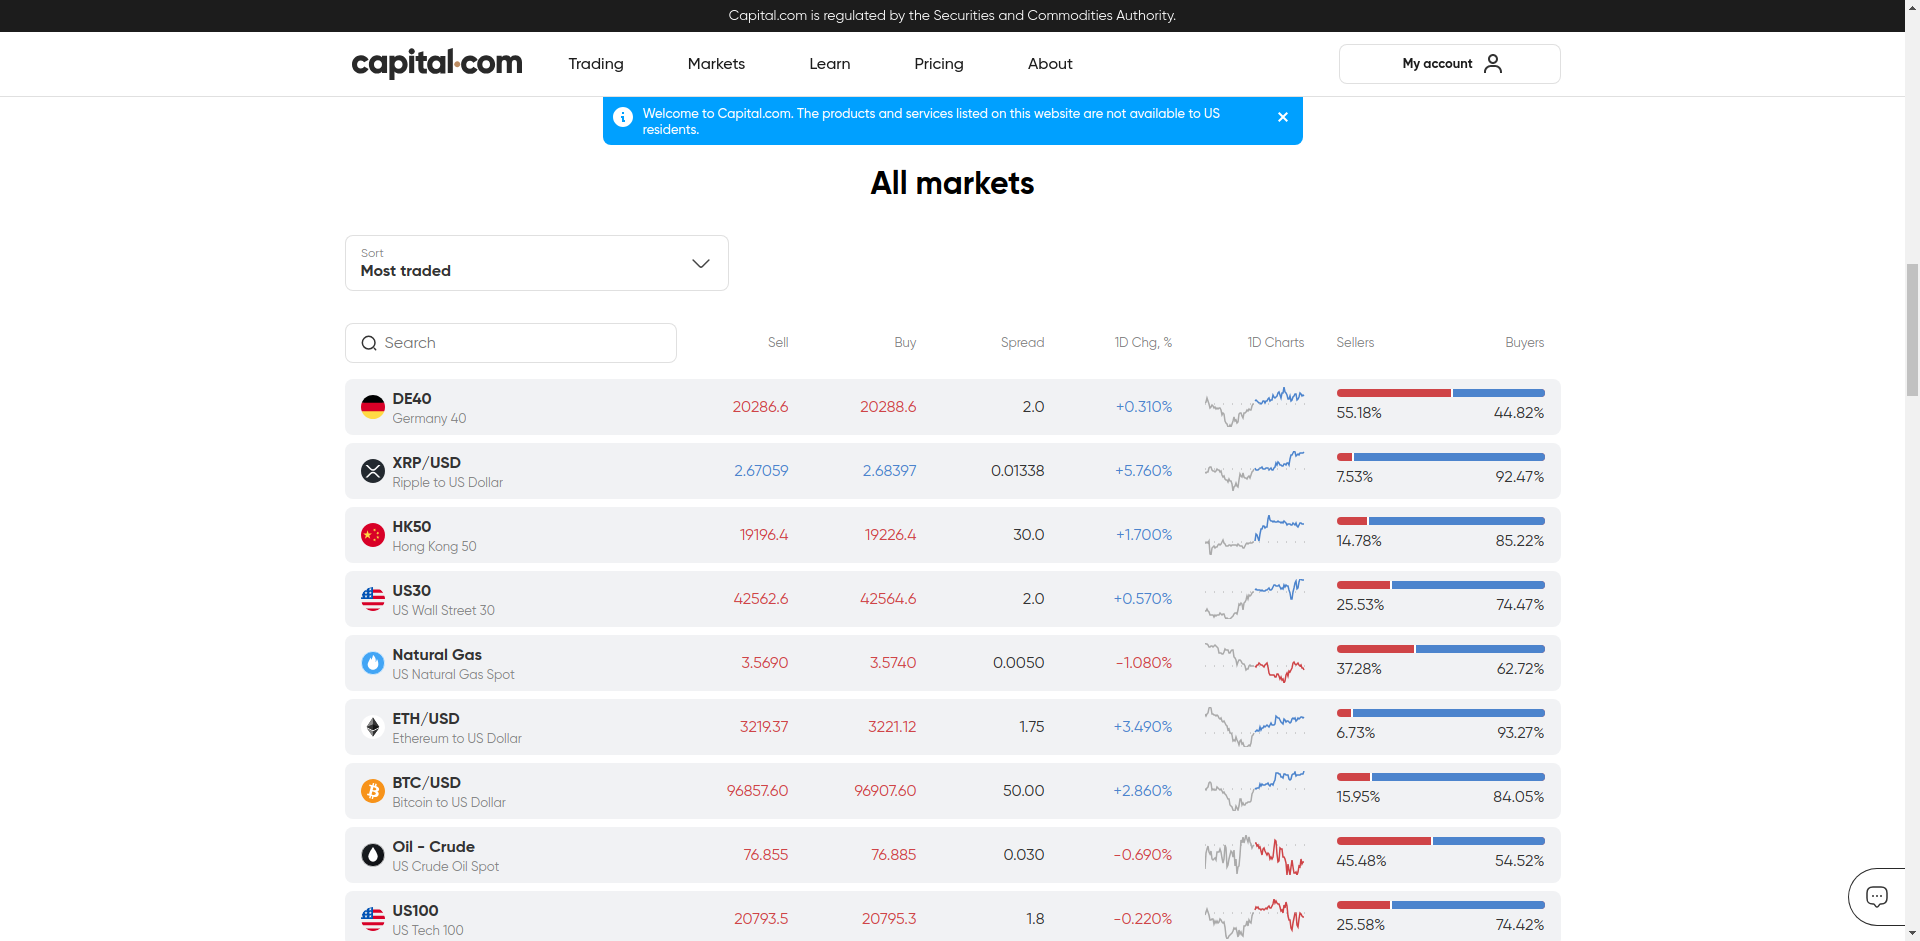 Capital.com is regulated by the Securities and Commodities Authority.
capital.com Trading Markets Learn Pricing About My account
Welcome to Capital.com. The products and services listed on this website are not available to US
residents.
All markets
Sort
Most traded
Search Sell Buy Spread 1D Chg, % 1D Charts Sellers Buyers
DE40
Germany 40
20286.6 20288.6 2.0 +0.310% 55.18% 44.82%
XRP/USD
Ripple to US Dollar
2.67059 2.68397 0.01338 +5.760% 7.53% 92.47%
HK50
Hong Kong 50
19196.4 19226.4 30.0 +1.700% 14.78% 85.22%
US30
US Wall Street 30
42562.6 42564.6 2.0 +0.570% 25.53% 74.47%
Natural Gas
US Natural Gas Spot
3.5690 3.5740 0.0050 -1.080% 37.28% 62.72%
ETH/USD
Ethereum to US Dollar
3219.37 3221.12 1.75 +3.490% 6.73% 93.27%
BTC/USD
Bitcoin to US Dollar
96857.60 96907.60 50.00 +2.860% 15.95% 84.05%
Oil - Crude
US Crude Oil Spot
76.855 76.885 0.030 -0.690% 45.48% 54.52%
US100
US Tech 100
20793.5 20795.3 1.8 -0.220% 25.58% 74.42%